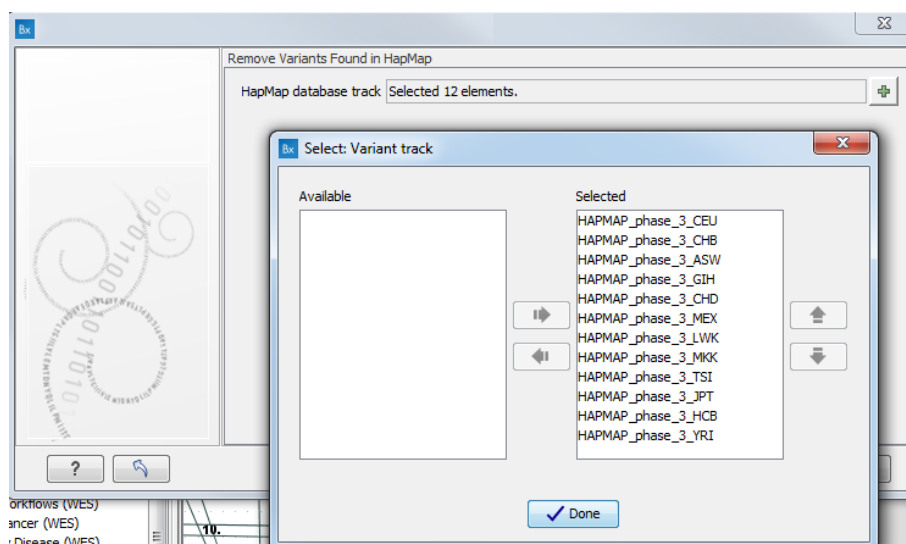 Bx
Remove Variants Found in HapMap
HapMap database track Selected 12 elements.
Bx Select: Variant track
Available
Selected
HAPMAP_phase_3_CEU
HAPMAP_phase_3_CHB
HAPMAP_phase_3_ASW
HAPMAP_phase_3_GIH
HAPMAP_phase_3_CHD
HAPMAP_phase_3_MEX
HAPMAP_phase_3_LWK
HAPMAP_phase_3_MKK
HAPMAP_phase_3_TSI
HAPMAP_phase_3_JPT
HAPMAP_phase_3_HCB
HAPMAP_phase_3_YRI
?
Done
orkflows (WES)
ancer (WES)
Disease (WES)
10.